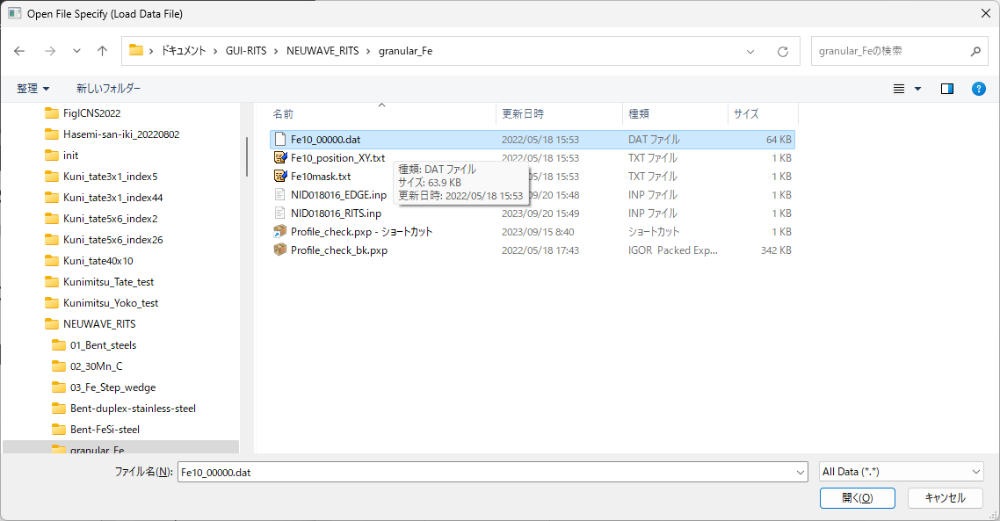 Open File Specify (Load Data File)
ドキュメント > GUI-RITS > NEUWAVE_RITS > granular_Fe
granular_Feの検索
整理
新しいフォルダー
FigICNS2022
Hasemi-san-iki_20220802
init
Kuni_tate3x1_index5
Kuni_tate3x1_index44
Kuni_tate5x6_index2
Kuni_tate5x6_index26
Kuni_tate40x10
Kunimitsu_Tate_test
Kunimitsu_Yoko_test
NEUWAVE_RITS
01_Bent_steels
02_30Mn_C
03_Fe_Step_wedge
Bent-duplex-stainless-steel
Bent-FeSi-steel
granular_Fe
名前 更新日時 種類 サイズ
Fe10_00000.dat 2022/05/18 15:53 DAT ファイル 64 KB
Fe10_position_XY.txt 2022/05/18 15:53 TXT ファイル 1 KB
Fe10mask.txt 05/18 15:53 TXT ファイル 1 KB
NID018016_EDGE.inp 09/20 15:48 INP ファイル 1 KB
NID018016_RITS.inp 2023/09/20 15:49 INP ファイル 1 KB
Profile_check.pxp - ショートカット 2023/09/15 8:40 ショートカット 1 KB
Profile_check_bk.pxp 2022/05/18 17:43 IGOR Packed Exp... 342 KB
種類: DAT ファイル
サイズ: 63.9 KB
更新日時: 2022/05/18 15:53
ファイル名(N): Fe10_00000.dat All Data (*.*)
開く(O) キャンセル